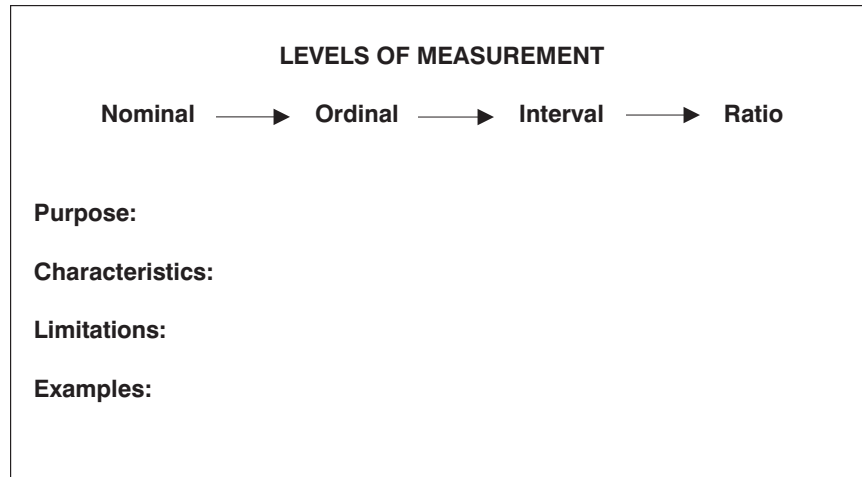 LEVELS OF MEASUREMENT
Nominal Ordinal Interval Ratio
Purpose:
Characteristics:
Limitations:
Examples: